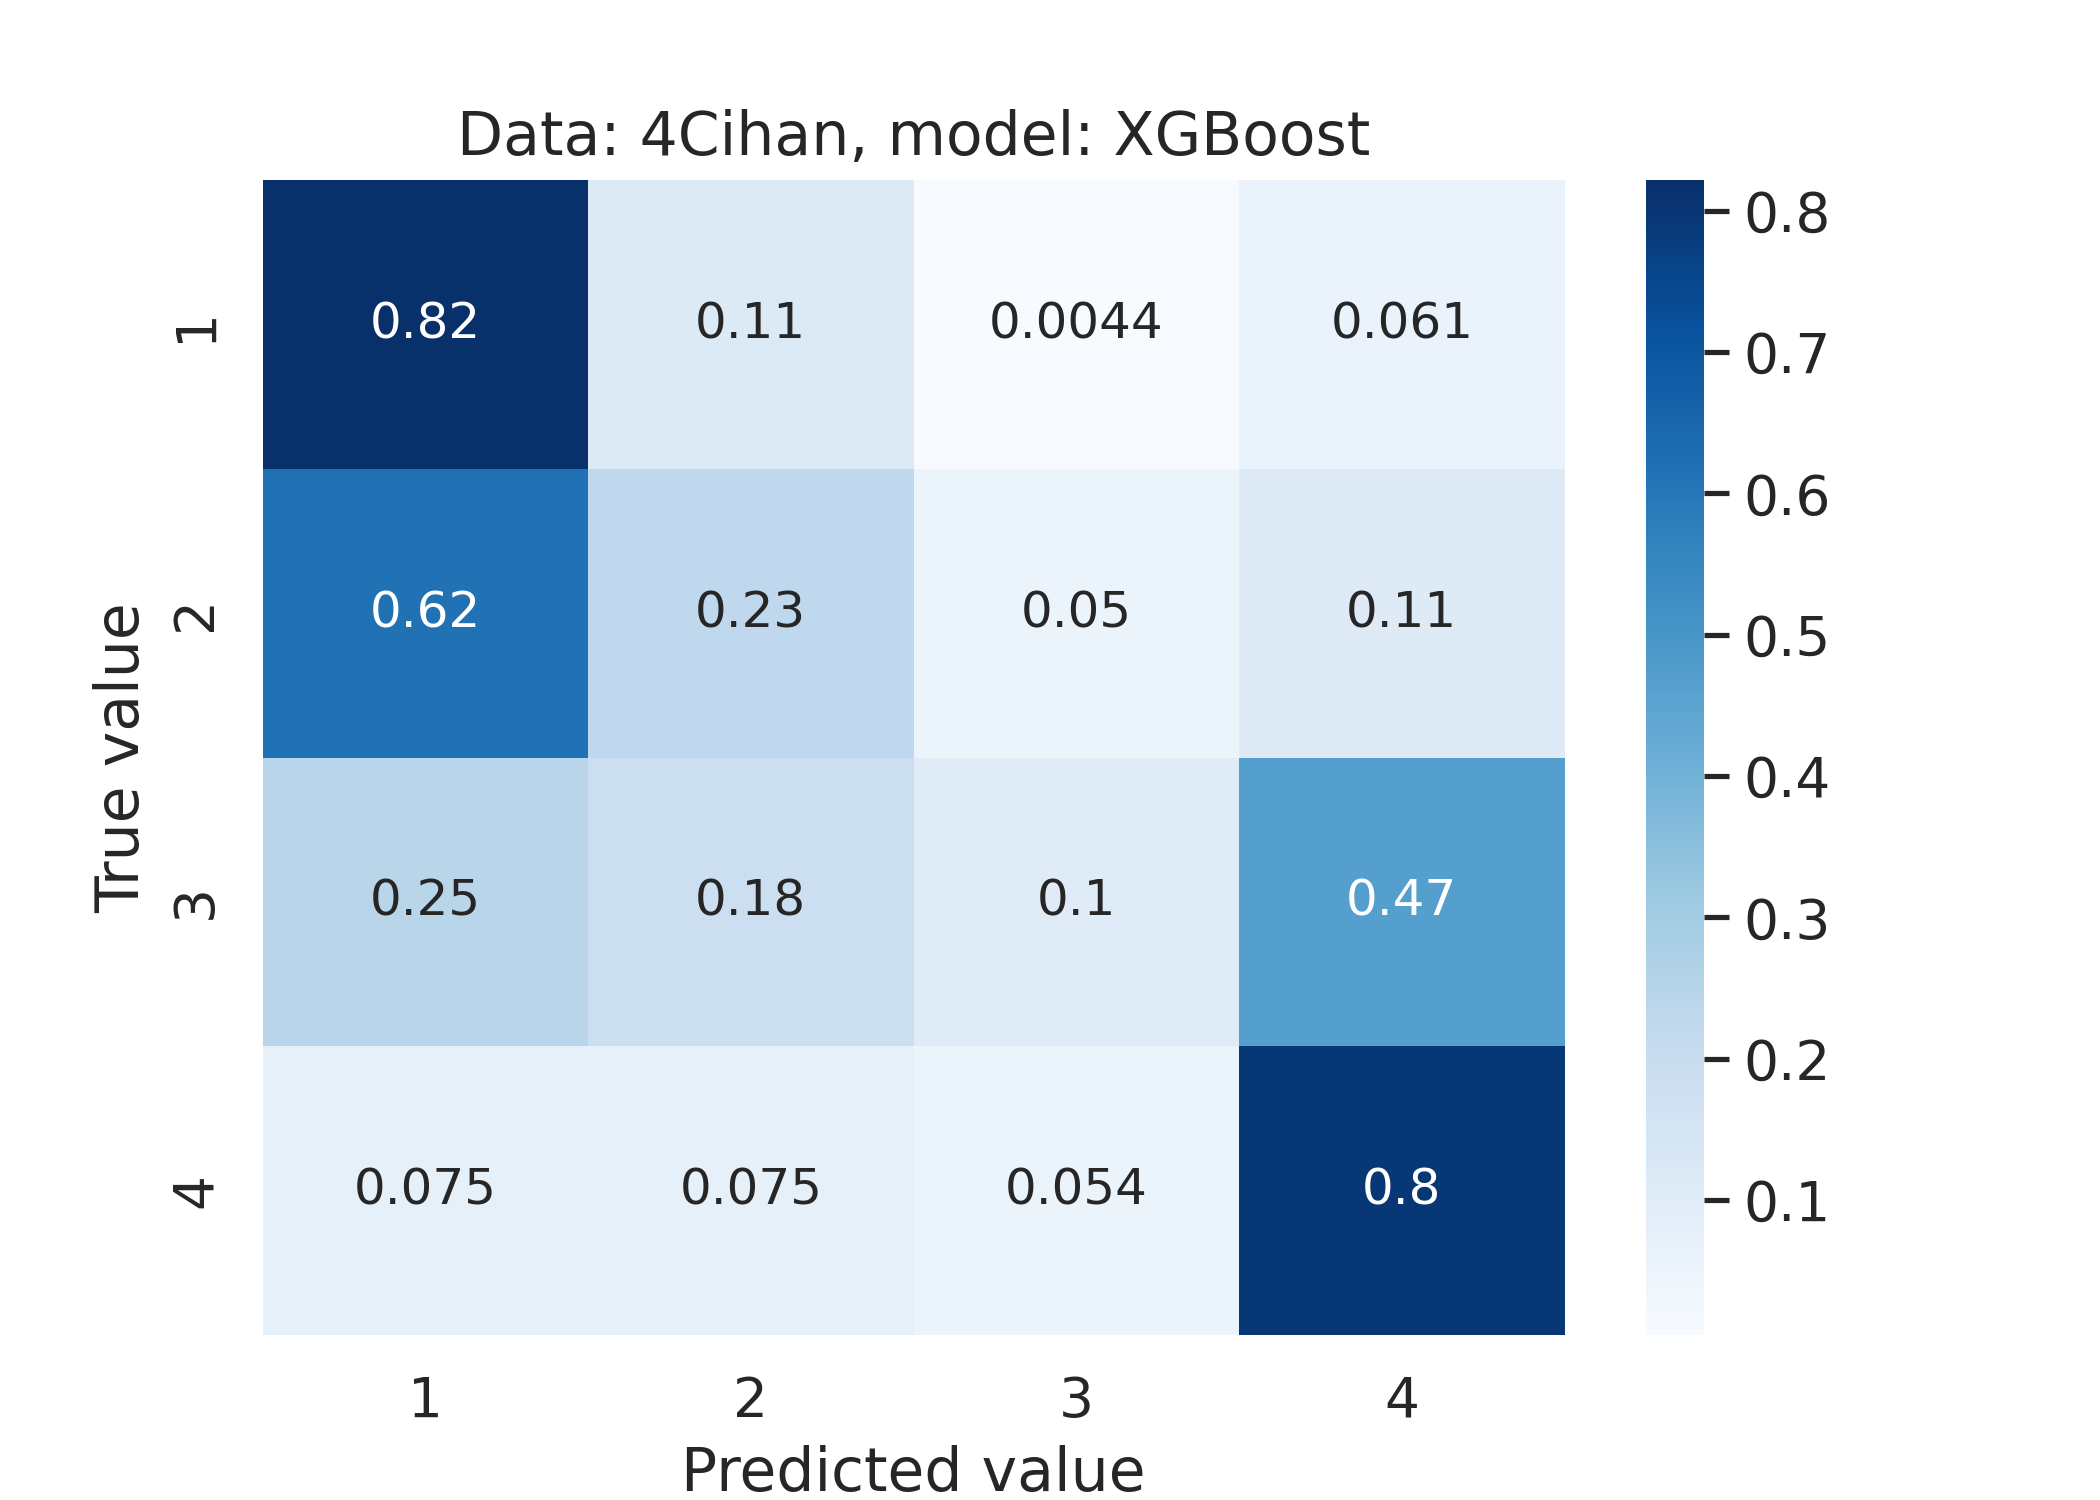 Data: 4Cihan, model: XGBoost
1 0.82 0.11 0.0044 0.061
2 0.62 0.23 0.05 0.11
3 0.25 0.18 0.1 0.47
4 0.075 0.075 0.054 0.8
1 2 3 4
True value
Predicted value
0.8
0.7
0.6
0.5
0.4
0.3
0.2
0.1